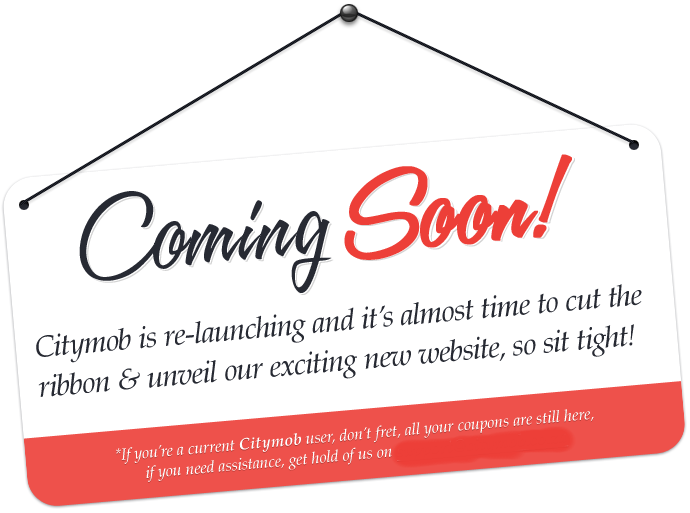 Coming Soon!
Citymob is re-launching and it's almost time to cut the
ribbon & unveil our exciting new website, so sit tight!
*If you're a current Citymob user, don't fret, all your coupons are still here,
if you need assistance, get hold of us on